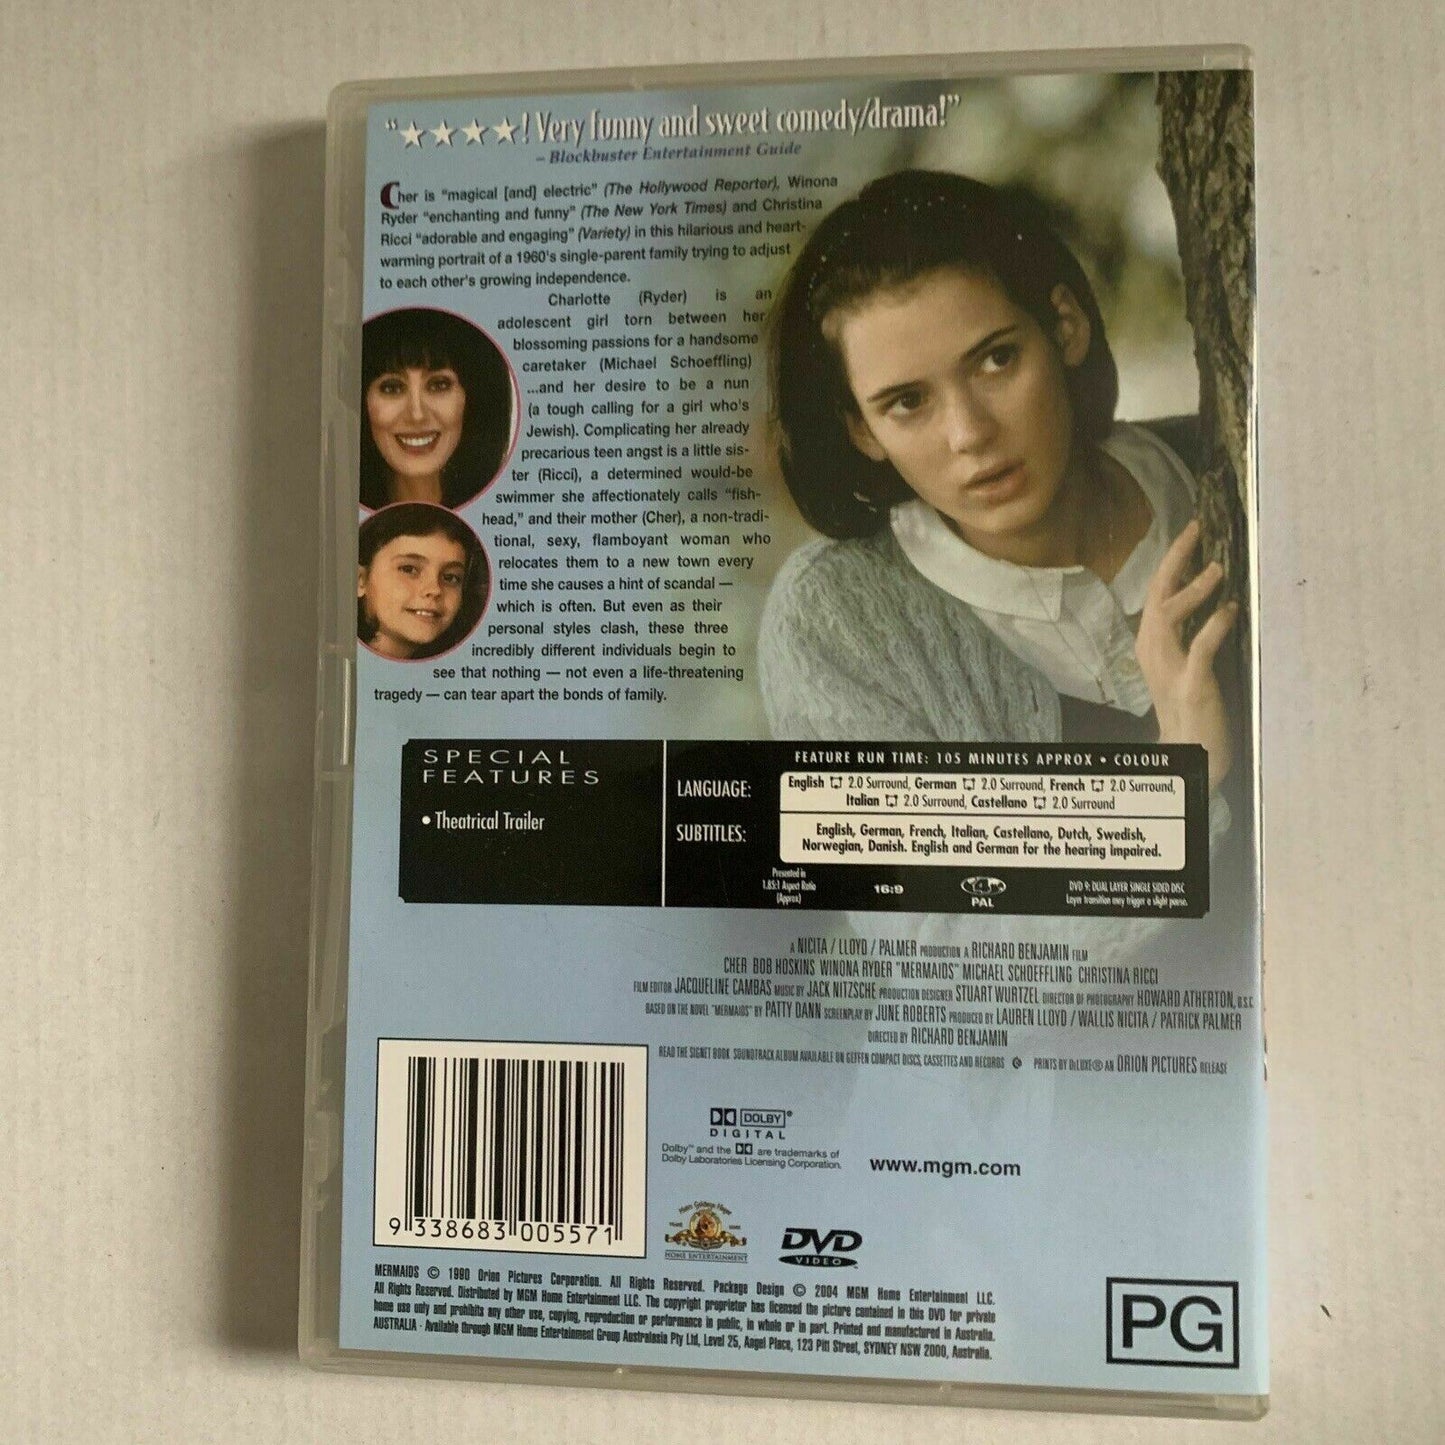 “★★★★! Very funny and sweet comedy/drama!”
– Blockbuster Entertainment Guide
Cher is “magical [and] electric” (The Hollywood Reporter), Winona
Ryder “enchanting and funny” (The New York Times) and Christina
Ricci “adorable and engaging” (Variety) in this hilarious and heart-
warming portrait of a 1960's single-parent family trying to adjust
to each other's growing independence.
Charlotte (Ryder) is an
adolescent girl torn between her
blossoming passions for a handsome
caretaker (Michael Schoeffling)
...and her desire to be a nun
(a tough calling for a girl who's
Jewish). Complicating her already
precarious teen angst is a little sis-
ter (Ricci), a determined would-be
swimmer she affectionately calls “fish-
head,” and their mother (Cher), a non-tradi-
tional, sexy, flamboyant woman who
relocates them to a new town every
time she causes a hint of scandal —
which is often. But even as their
personal styles clash, these three
incredibly different individuals begin to
see that nothing — not even a life-threatening
tragedy — can tear apart the bonds of family.
SPECIAL
FEATURES
• Theatrical Trailer
FEATURE RUN TIME: 105 MINUTES APPROX • COLOUR
LANGUAGE:
English 2.0 Surround, German 2.0 Surround, French 2.0 Surround,
Italian 2.0 Surround, Castellano 2.0 Surround
SUBTITLES:
English, German, French, Italian, Castellano, Dutch, Swedish,
Norwegian, Danish. English and German for the hearing impaired.
Presented in
1.85:1 Aspect Ratio
(Approx)
16:9
4
PAL
DVD 9: DUAL LAYER SINGLE SIDED DISC
Layer transition may trigger a slight pause.
A NICITA / LLOYD / PALMER PRODUCTION A RICHARD BENJAMIN FILM
CHER BOB HOSKINS WINONA RYDER "MERMAIDS" MICHAEL SCHOEFFLING CHRISTINA RICCI
FILM EDITOR JACQUELINE CAMBAS MUSIC BY JACK NITZSCHE PRODUCTION DESIGNER STUART WURTZEL DIRECTOR OF PHOTOGRAPHY HOWARD ATHERTON, B.S.C.
BASED ON THE NOVEL "MERMAIDS" BY PATTY DANN SCREENPLAY BY JUNE ROBERTS PRODUCED BY LAUREN LLOYD / WALLIS NICITA / PATRICK PALMER
DIRECTED BY RICHARD BENJAMIN
READ THE SIGNET BOOK SOUNDTRACK ALBUM AVAILABLE ON GEFFEN COMPACT DISCS, CASSETTES AND RECORDS PRINTS BY DeLUXE® AN ORION PICTURES RELEASE
DOLBY®
DIGITAL
Dolby™ and the are trademarks of
Dolby Laboratories Licensing Corporation.
www.mgm.com
9 338683 005571
Metro Goldwyn Mayer
HOME ENTERTAINMENT
DVD
VIDEO
MERMAIDS © 1990 Orion Pictures Corporation. All Rights Reserved. Package Design © 2004 MGM Home Entertainment LLC.
All Rights Reserved. Distributed by MGM Home Entertainment LLC. The copyright proprietor has licensed the picture contained in this DVD for private
home use only and prohibits any other use, copying, reproduction or performance in public, in whole or in part. Printed and manufactured in Australia.
AUSTRALIA - Available through MGM Home Entertainment Group Australasia Pty Ltd, Level 25, Angel Place, 123 Pitt Street, SYDNEY NSW 2000, Australia.
PG